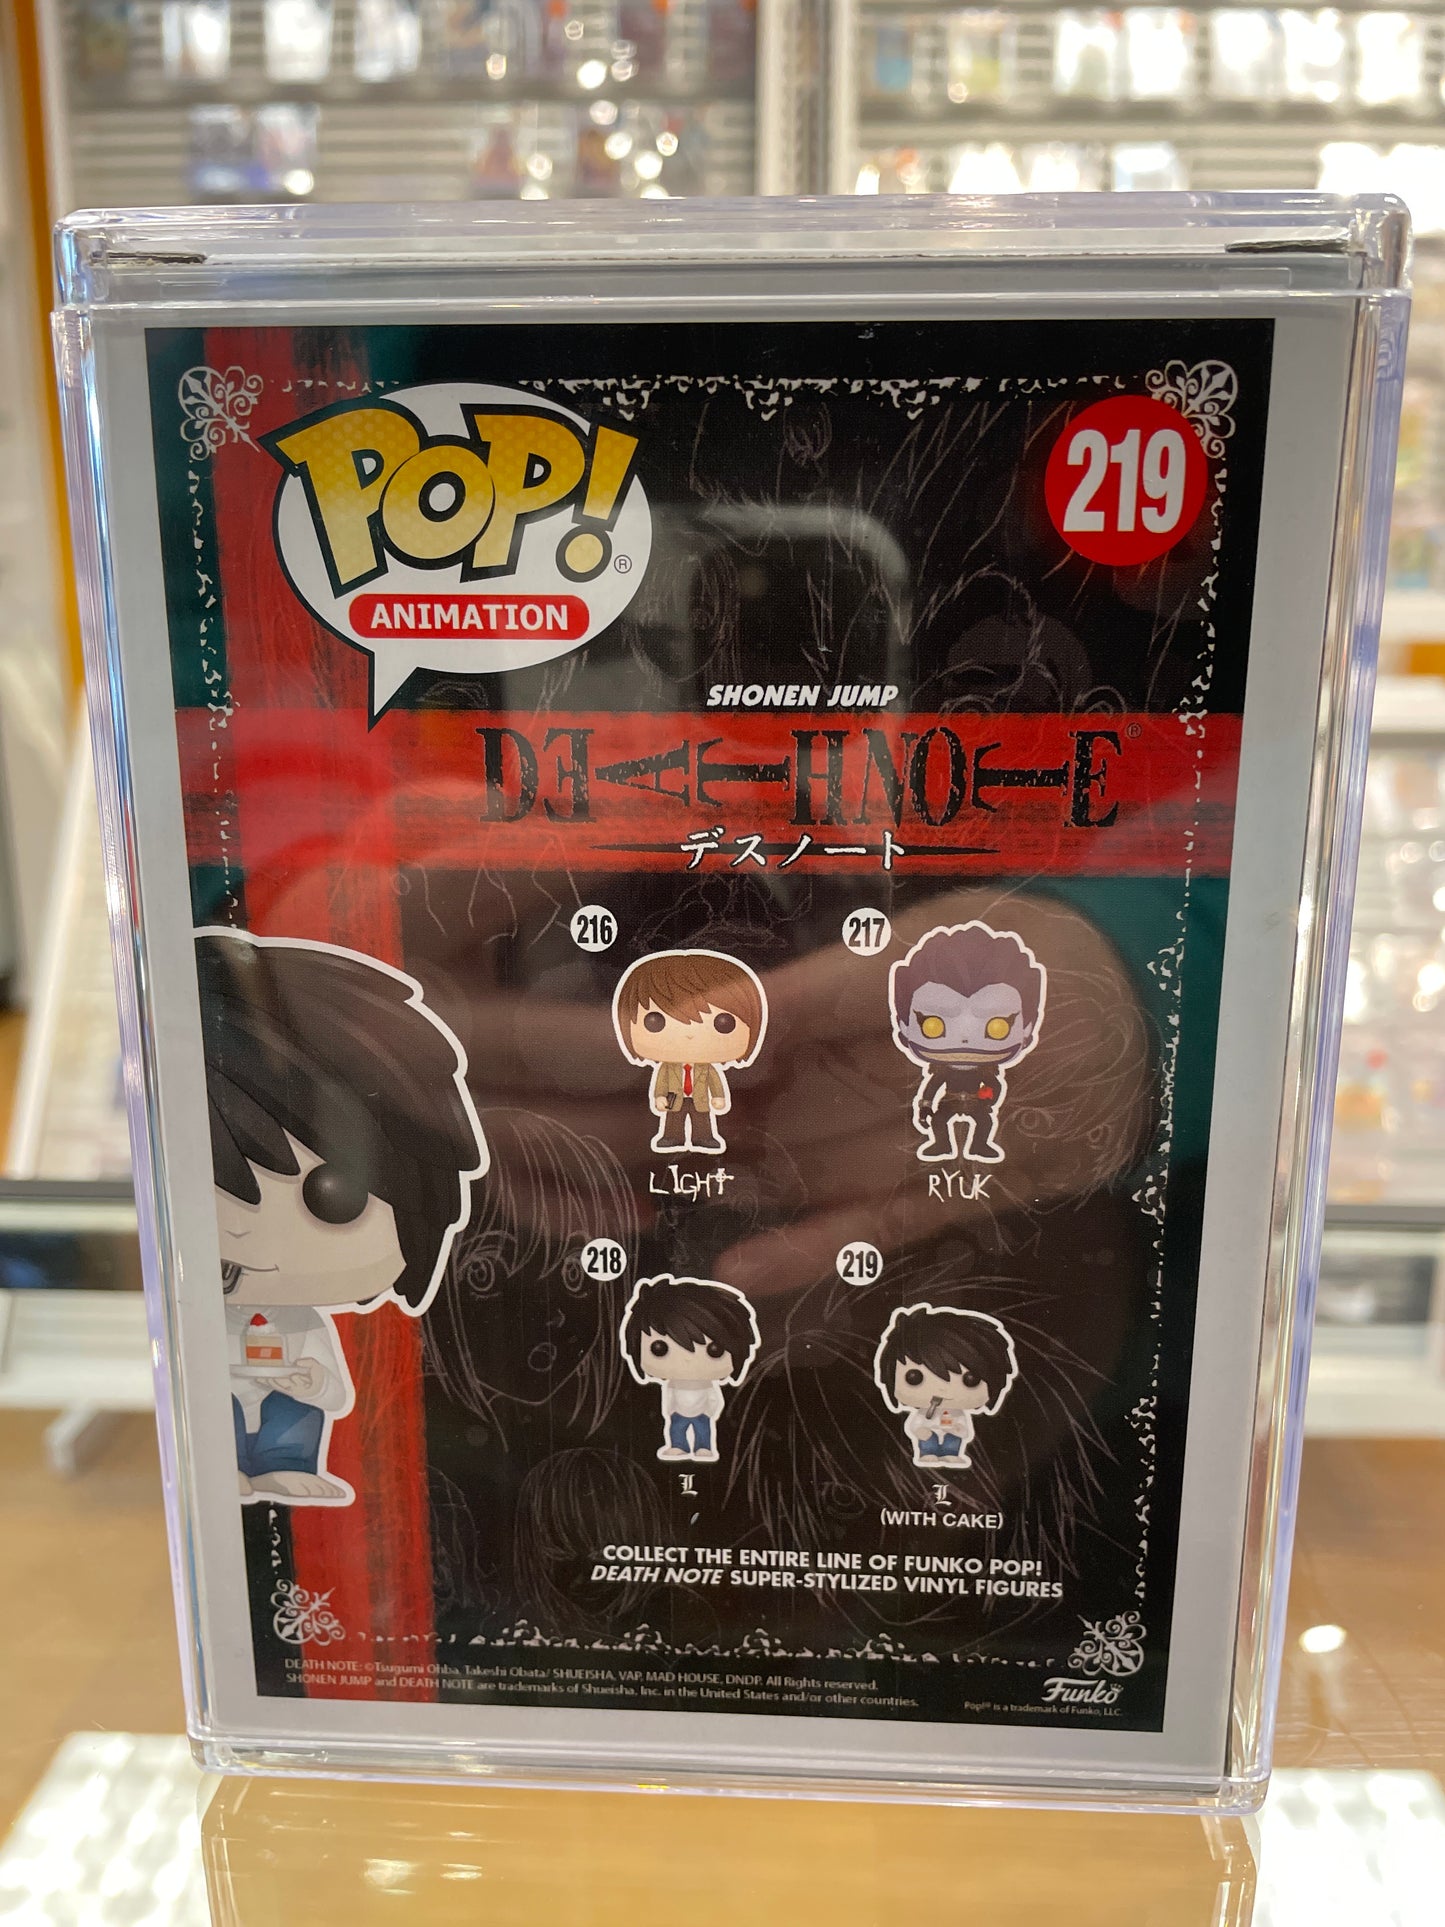 POP!®
ANIMATION
219
SHONEN JUMP
DEATH NOTE®
デスノート
216
217
LIGHT
RYUK
218
219
L
L
(WITH CAKE)
COLLECT THE ENTIRE LINE OF FUNKO POP!
DEATH NOTE SUPER-STYLIZED VINYL FIGURES
DEATH NOTE: ©Tsugumi Ohba, Takeshi Obata/ SHUEISHA, VAP, MAD HOUSE, DNDP. All Rights reserved.
SHONEN JUMP and DEATH NOTE are trademarks of Shueisha, Inc. in the United States and/or other countries.
Funko
Pop!® is a trademark of Funko, LLC.